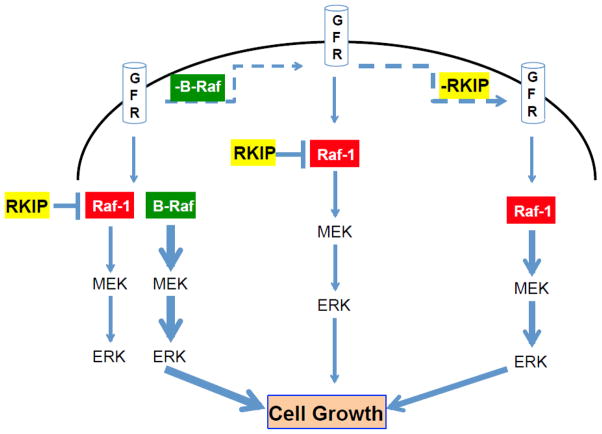 G
F
R
-B-Raf
G
F
R
-RKIP
G
F
R
RKIP
Raf-1
B-Raf
MEK
MEK
ERK
ERK
RKIP
Raf-1
MEK
ERK
Raf-1
MEK
ERK
Cell Growth